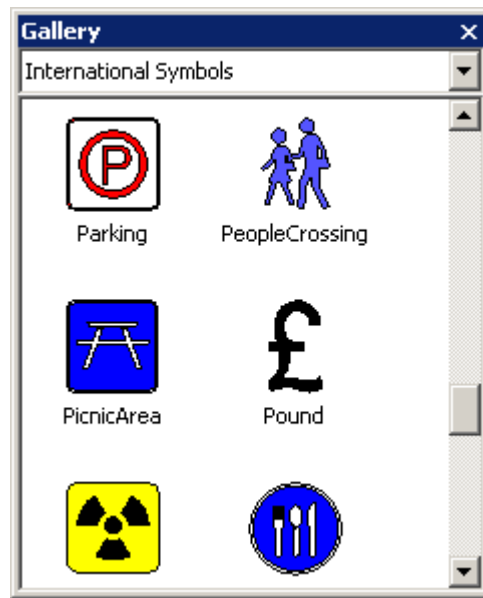 Gallery
International Symbols
P
Parking
PeopleCrossing
£
PicnicArea
Pound